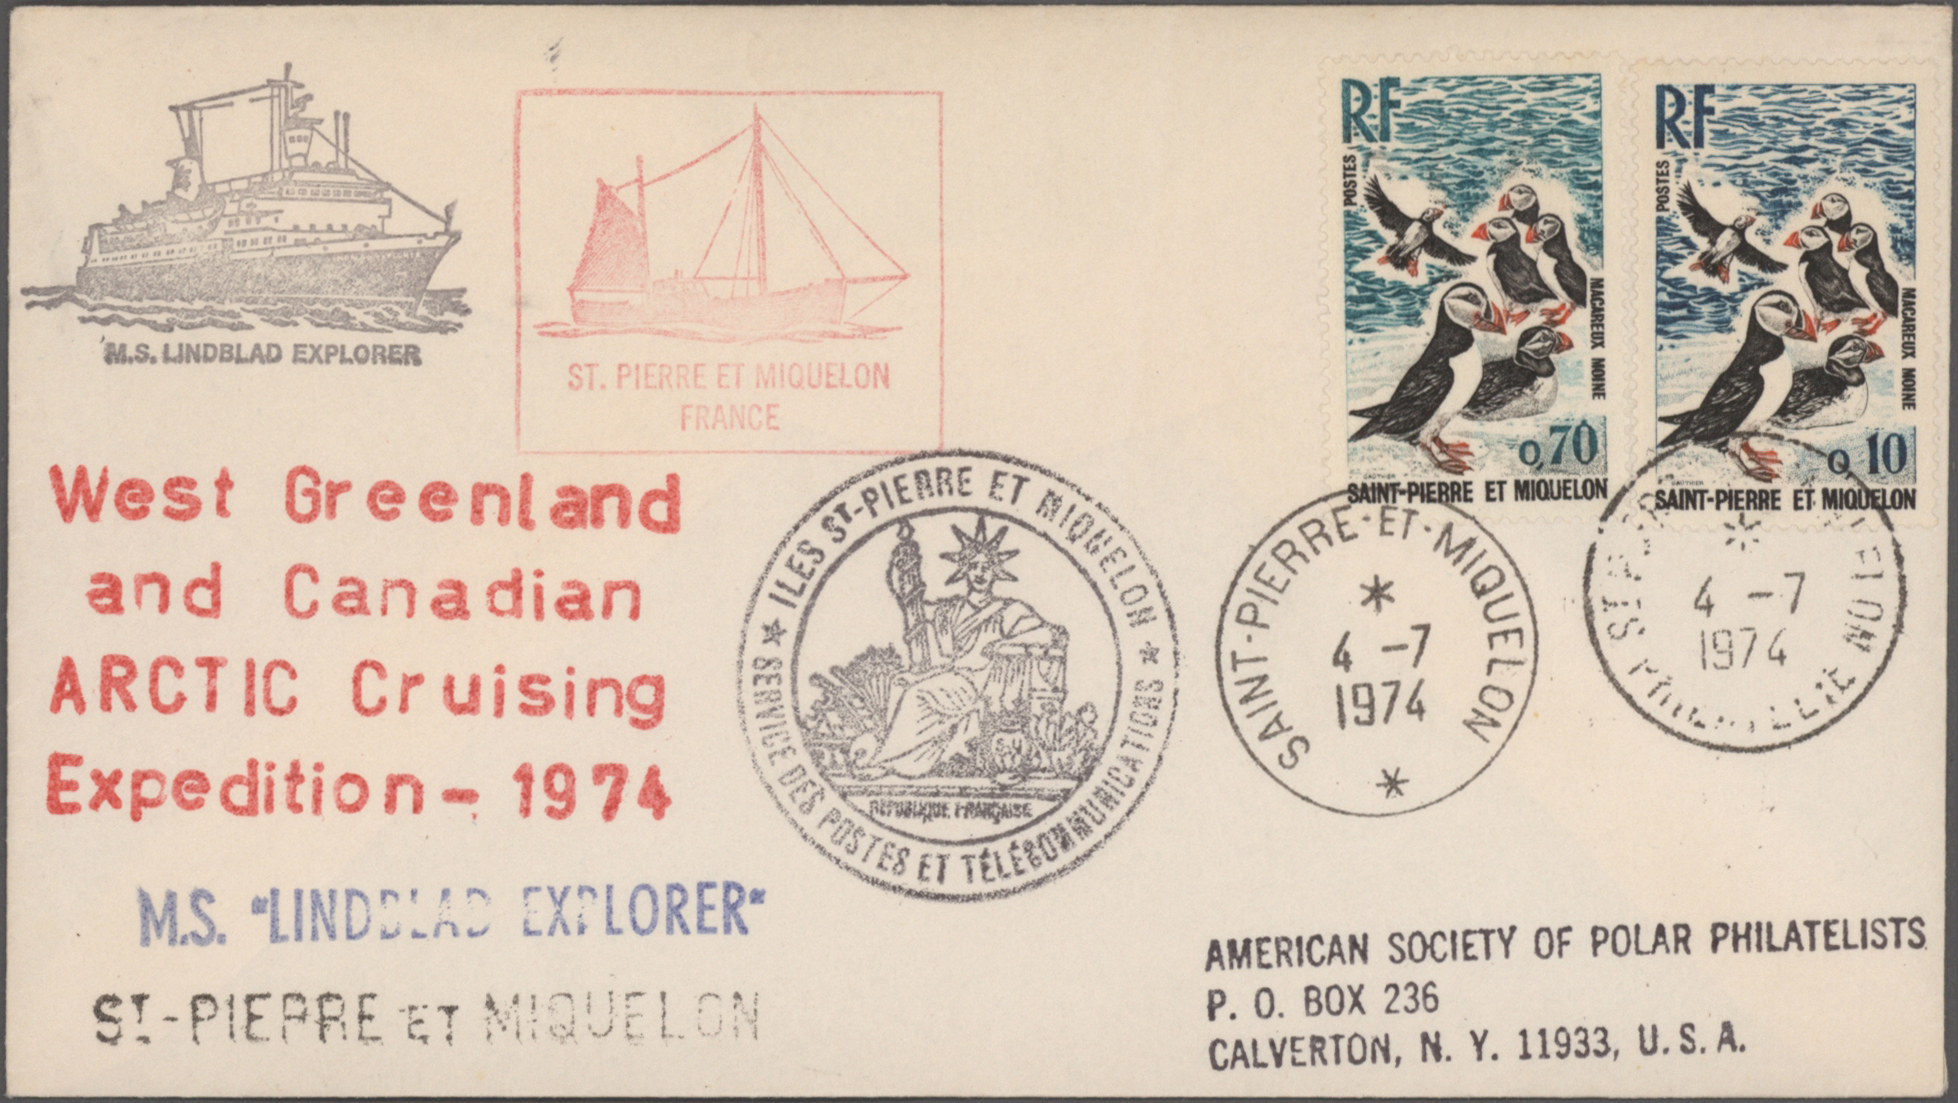 M.S. LINDBLAD EXPLORER
ST. PIERRE ET MIQUELON
FRANCE
RF
POSTES
MACAREUX MOINE
0,70
GAUTHIER
SAINT-PIERRE ET MIQUELON
RF
POSTES
MACAREUX MOINE
0,10
GAUTHIER
SAINT-PIERRE ET MIQUELON
West Greenland
and Canadian
ARCTIC Cruising
Expedition - 1974
ILES ST-PIERRE ET MIQUELON
SERVICE DES POSTES ET TÉLÉCOMMUNICATIONS
REPUBLIQUE FRANÇAISE
SAINT-PIERRE-ET-MIQUELON
4 -7
1974
4 -7
1974
PHILATELIE
M.S. "LINDBLAD EXPLORER"
ST-PIERRE ET MIQUELON
AMERICAN SOCIETY OF POLAR PHILATELISTS
P. O. BOX 236
CALVERTON, N. Y. 11933, U. S. A.